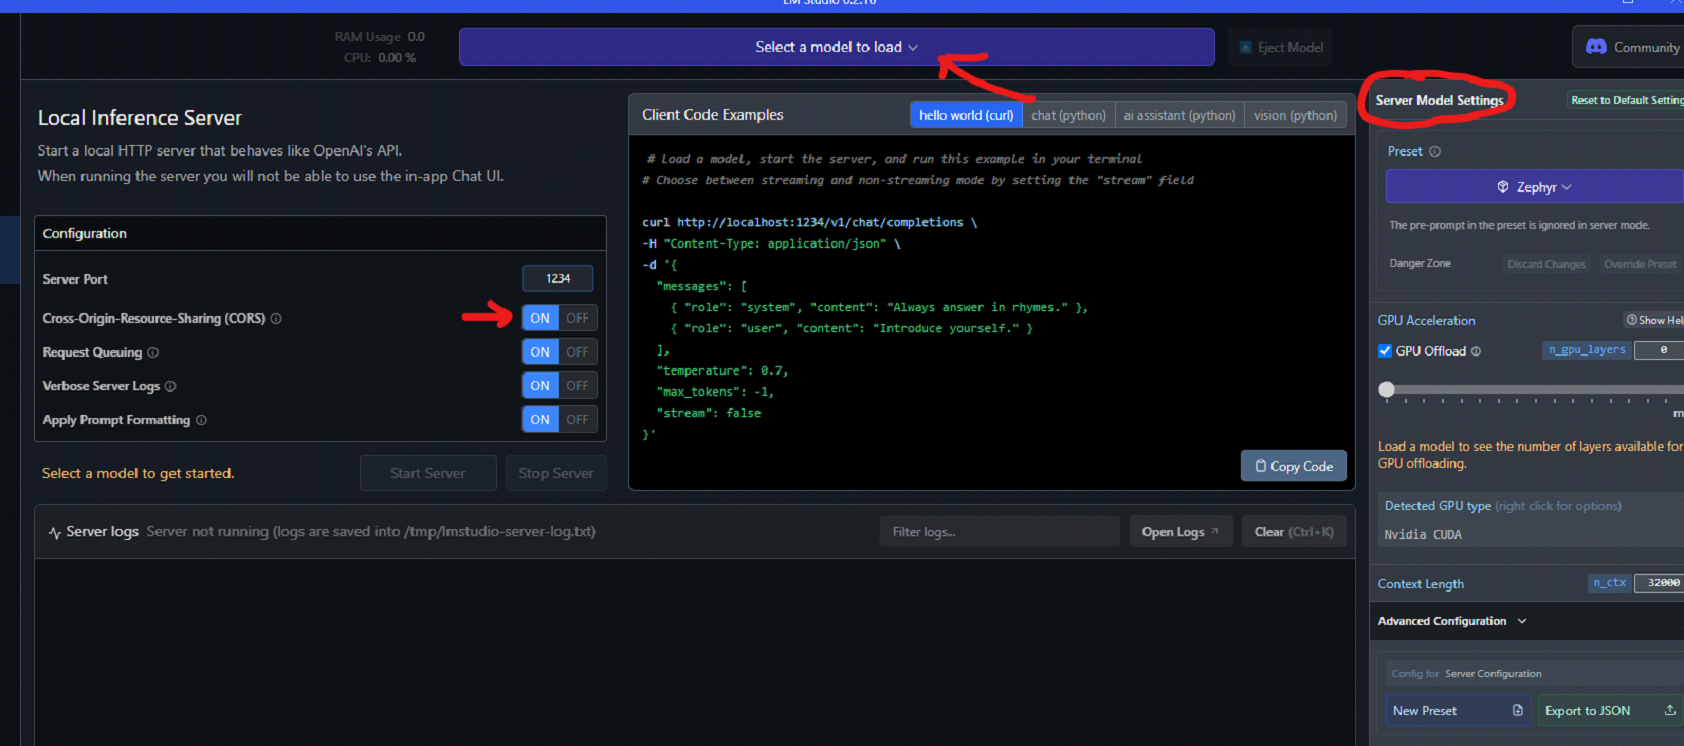 LM Studio 0.2.16
RAM Usage 0.0
CPU: 0.00 %
Select a model to load
Eject Model
Community
Local Inference Server
Start a local HTTP server that behaves like OpenAI's API.
When running the server you will not be able to use the in-app Chat UI.
Configuration
Server Port 1234
Cross-Origin-Resource-Sharing (CORS) ON OFF
Request Queuing ON OFF
Verbose Server Logs ON OFF
Apply Prompt Formatting ON OFF
Select a model to get started.
Start Server
Stop Server
Client Code Examples
hello world (curl)
chat (python)
ai assistant (python)
vision (python)
# Load a model, start the server, and run this example in your terminal
# Choose between streaming and non-streaming mode by setting the "stream" field
curl http://localhost:1234/v1/chat/completions \
-H "Content-Type: application/json" \
-d '{
"messages": [
{ "role": "system", "content": "Always answer in rhymes." },
{ "role": "user", "content": "Introduce yourself." }
],
"temperature": 0.7,
"max_tokens": -1,
"stream": false
}'
Copy Code
Server logs Server not running (logs are saved into /tmp/lmstudio-server-log.txt)
Filter logs...
Open Logs
Clear (Ctrl+K)
Server Model Settings
Reset to Default Setting
Preset
Zephyr
The pre-prompt in the preset is ignored in server mode.
Danger Zone
Discard Changes
Override Preset
GPU Acceleration
Show Hel
GPU Offload
n_gpu_layers 0
m
Load a model to see the number of layers available for
GPU offloading.
Detected GPU type (right click for options)
Nvidia CUDA
Context Length
n_ctx 32000
Advanced Configuration
Config for Server Configuration
New Preset
Export to JSON